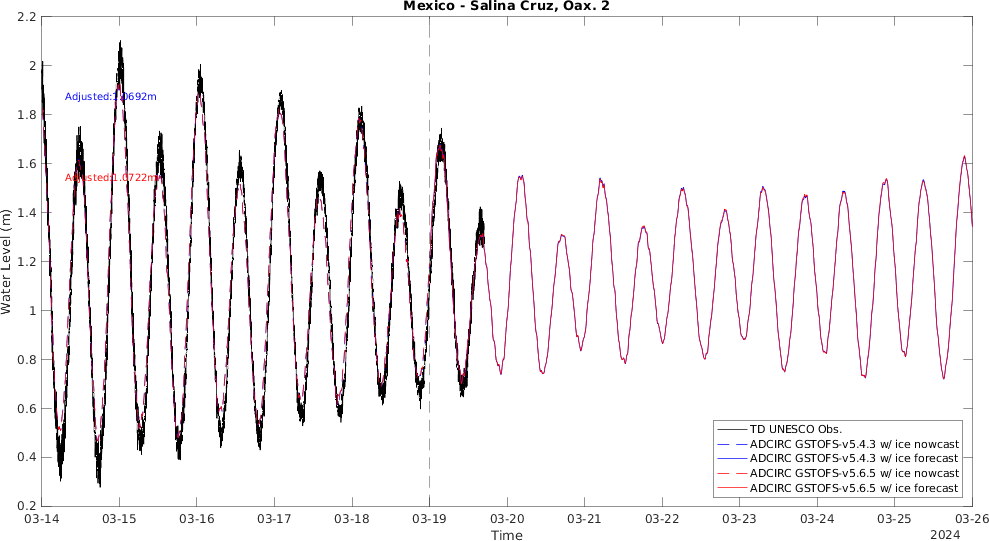 Mexico - Salina Cruz, Oax. 2
2.2
2
1.8
1.6
1.4
1.2
1
0.8
0.6
0.4
0.2
Water Level (m)
Adjusted:1.0692m
Adjusted:1.0722m
TD UNESCO Obs.
ADCIRC GSTOFS-v5.4.3 w/ ice nowcast
ADCIRC GSTOFS-v5.4.3 w/ ice forecast
ADCIRC GSTOFS-v5.6.5 w/ ice nowcast
ADCIRC GSTOFS-v5.6.5 w/ ice forecast
03-14 03-15 03-16 03-17 03-18 03-19 03-20 03-21 03-22 03-23 03-24 03-25 03-26
Time
2024